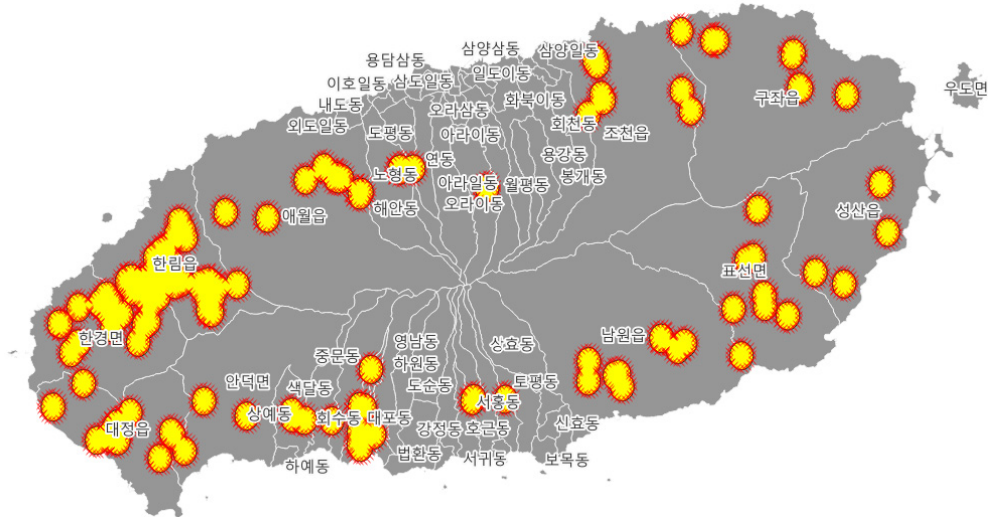 삼양삼동
삼양일동
용담삼동
일도이동
이호일동
삼도일동
우도면
내도동
오라삼동
화북이동
구좌읍
외도일동
도평동
아라이동
회천동
조천읍
연동
용강동
노형동
아라일동
월평동
봉개동
해안동
오라이동
애월읍
성산읍
한림읍
표선면
한경면
영남동
상효동
남원읍
중문동
하원동
안덕면
색달동
도순동
토평동
서홍동
상예동
회수동
대포동
대정읍
강정동
호근동
신효동
법환동
서귀동
보목동
하예동